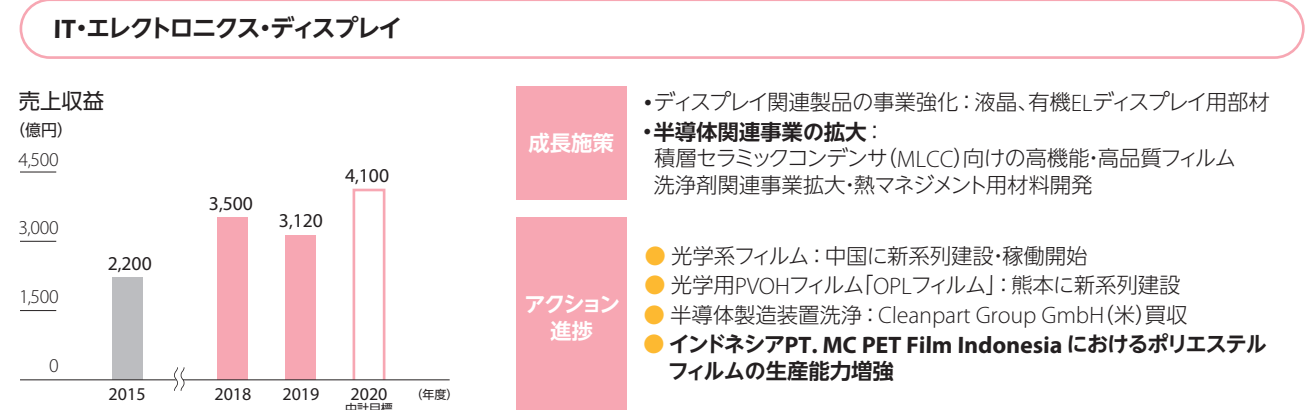 IT・エレクトロニクス・ディスプレイ
売上収益
（億円）
4,500
3,000
1,500
0
2,200
3,500
3,120
4,100
2015
2018
2019
2020
中計目標
（年度）
成長施策
•ディスプレイ関連製品の事業強化：液晶、有機ELディスプレイ用部材
•半導体関連事業の拡大：
積層セラミックコンデンサ（MLCC）向けの高機能・高品質フィルム
洗浄剤関連事業拡大・熱マネジメント用材料開発
アクション
進捗
● 光学系フィルム：中国に新系列建設・稼働開始
● 光学用PVOHフィルム「OPLフィルム」：熊本に新系列建設
● 半導体製造装置洗浄：Cleanpart Group GmbH（米）買収
● インドネシアPT. MC PET Film Indonesia におけるポリエステル
フィルムの生産能力増強